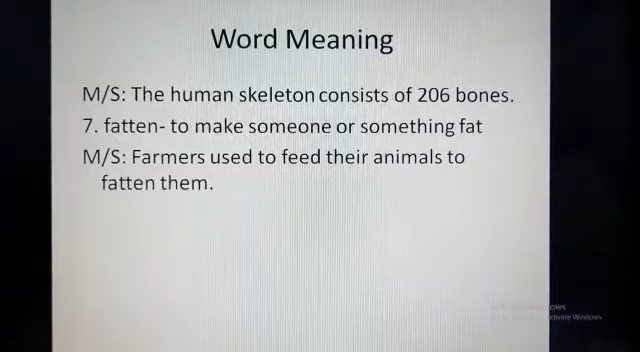 Word Meaning
M/S: The human skeleton consists of 206 bones.
7. fatten- to make someone or something fat
M/S: Farmers used to feed their animals to
fatten them.